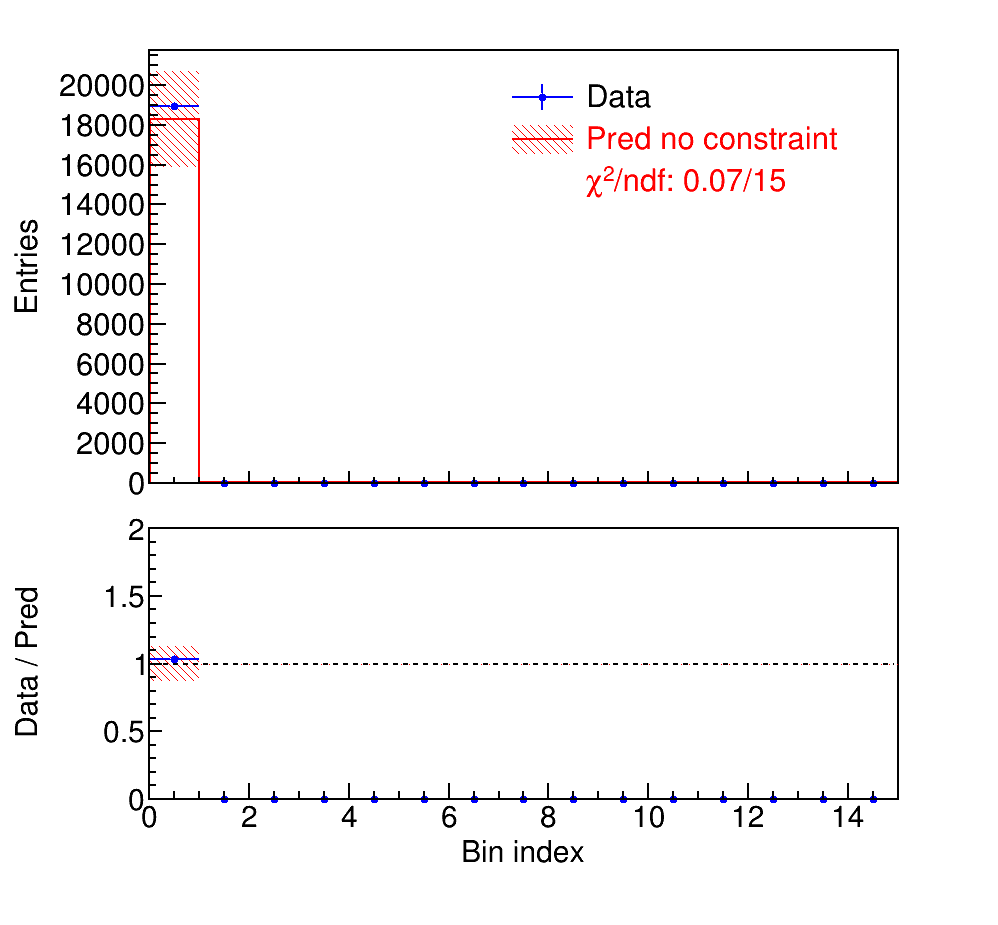 20000
18000
16000
14000
12000
10000
8000
6000
4000
2000
0
Entries
Data
Pred no constraint
χ²/ndf: 0.07/15
2
1.5
1
0.5
0
Data / Pred
0 2 4 6 8 10 12 14
Bin index